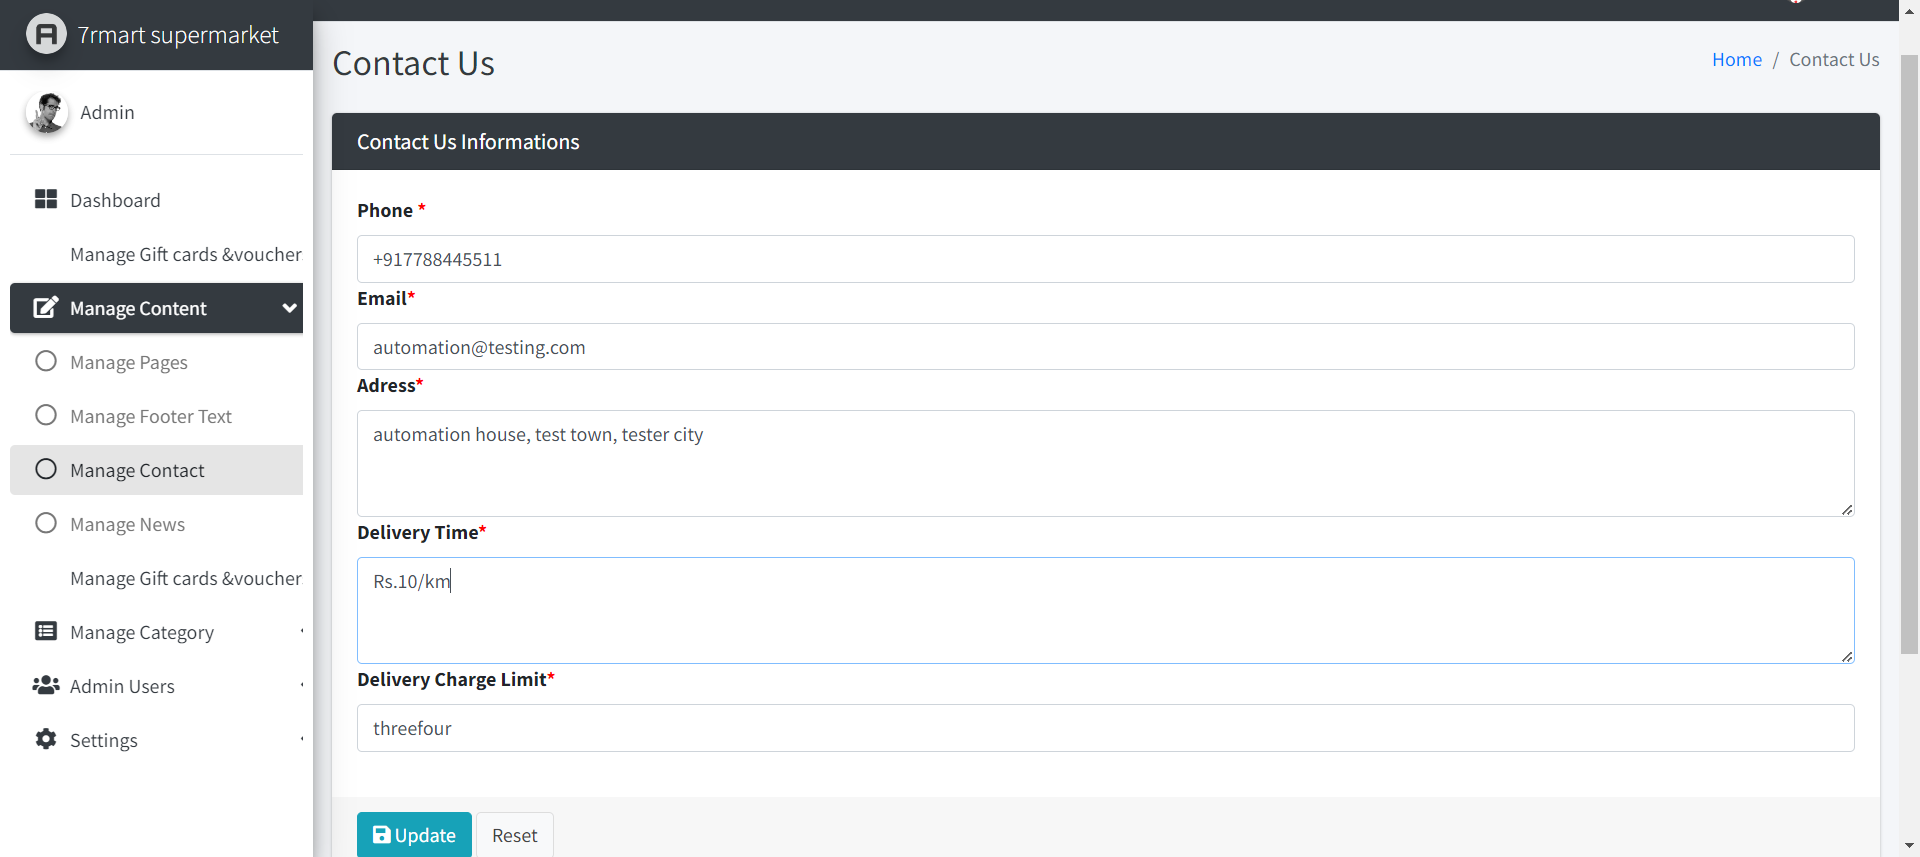 7rmart supermarket
Admin
Dashboard
Manage Gift cards &voucher
Manage Content
Manage Pages
Manage Footer Text
Manage Contact
Manage News
Manage Gift cards &voucher
Manage Category
Admin Users
Settings
Contact Us
Home / Contact Us
Contact Us Informations
Phone *
+917788445511
Email*
automation@testing.com
Adress*
automation house, test town, tester city
Delivery Time*
Rs.10/km
Delivery Charge Limit*
threefour
Update
Reset